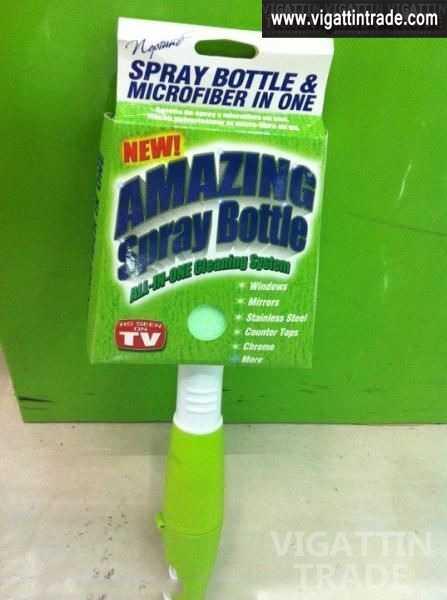 www.vigattintrade.com
Neptune
SPRAY BOTTLE &
MICROFIBER IN ONE
NEW!
AMAZING
Spray Bottle
ALL-IN-ONE Cleaning System
* Windows
* Mirrors
* Stainless Steel
* Counter Tops
* Chrome
* More
AS SEEN
ON
TV
VIGATTIN
TRADE